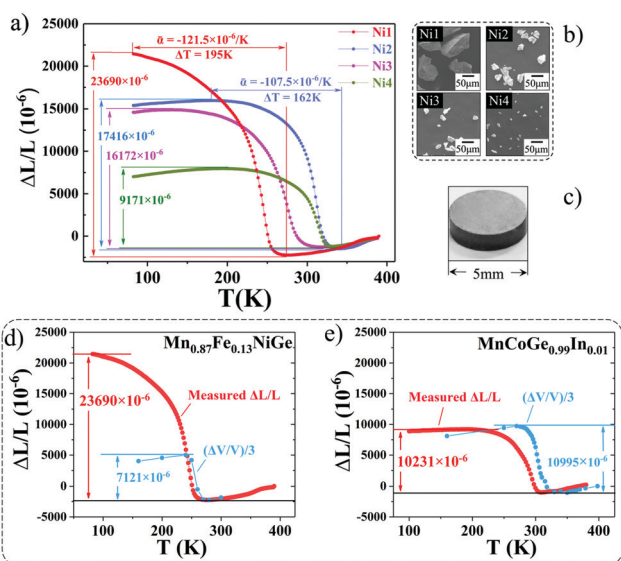 a)
ᾱ = -121.5×10⁻⁶/K
ΔT = 195K
ᾱ = -107.5×10⁻⁶/K
ΔT = 162K
Ni1
Ni2
Ni3
Ni4
23690×10⁻⁶
17416×10⁻⁶
16172×10⁻⁶
9171×10⁻⁶
ΔL/L (10⁻⁶)
25000
20000
15000
10000
5000
0
100 200 300 400
T(K)
b)
Ni1
50μm
Ni2
50μm
Ni3
50μm
Ni4
50μm
c)
5mm
d)
Mn0.87Fe0.13NiGe
ΔL/L (10⁻⁶)
25000
20000
15000
10000
5000
0
-5000
23690×10⁻⁶
Measured ΔL/L
(ΔV/V)/3
7121×10⁻⁶
100 200 300 400
T (K)
e)
MnCoGe0.99In0.01
ΔL/L (10⁻⁶)
25000
20000
15000
10000
5000
0
-5000
Measured ΔL/L
(ΔV/V)/3
10231×10⁻⁶
10995×10⁻⁶
100 200 300 400
T (K)